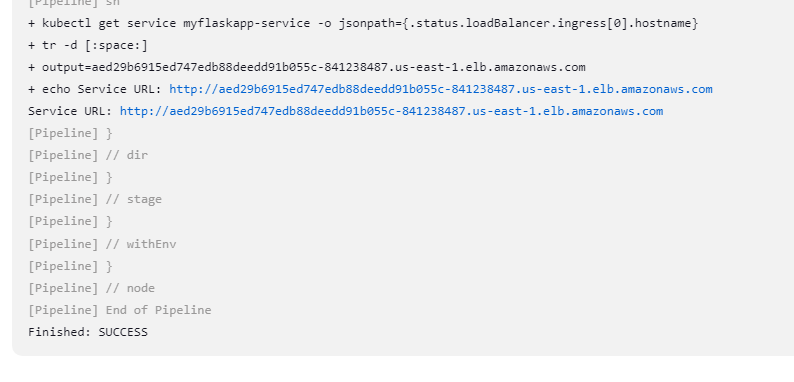 [Pipeline] sh
+ kubectl get service myflaskapp-service -o jsonpath={.status.loadBalancer.ingress[0].hostname}
+ tr -d [:space:]
+ output=aed29b6915ed747edb88deedd91b055c-841238487.us-east-1.elb.amazonaws.com
+ echo Service URL: http://aed29b6915ed747edb88deedd91b055c-841238487.us-east-1.elb.amazonaws.com
Service URL: http://aed29b6915ed747edb88deedd91b055c-841238487.us-east-1.elb.amazonaws.com
[Pipeline] }
[Pipeline] // dir
[Pipeline] }
[Pipeline] // stage
[Pipeline] }
[Pipeline] // withEnv
[Pipeline] }
[Pipeline] // node
[Pipeline] End of Pipeline
Finished: SUCCESS